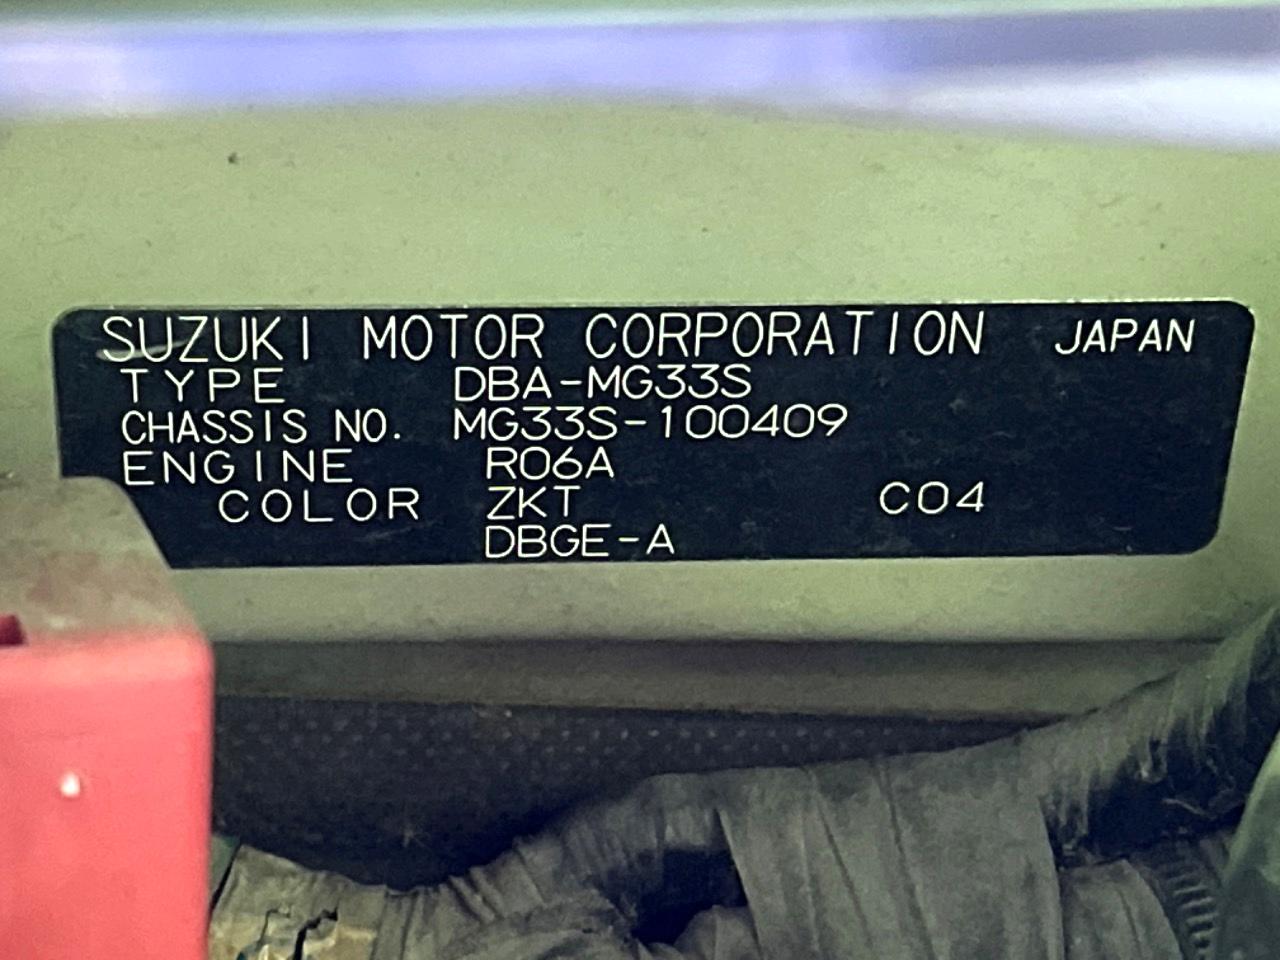 SUZUKI MOTOR CORPORATION JAPAN
TYPE DBA-MG33S
CHASSIS NO. MG33S-100409
ENGINE R06A
COLOR ZKT C04
DBGE-A